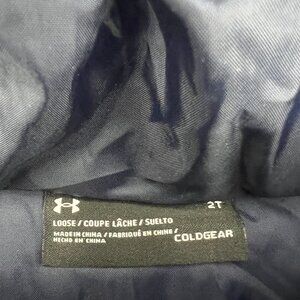 2T
LOOSE / COUPE LÂCHE / SUELTO
MADE IN CHINA / FABRIQUÉ EN CHINE /
HECHO EN CHINA
COLDGEAR